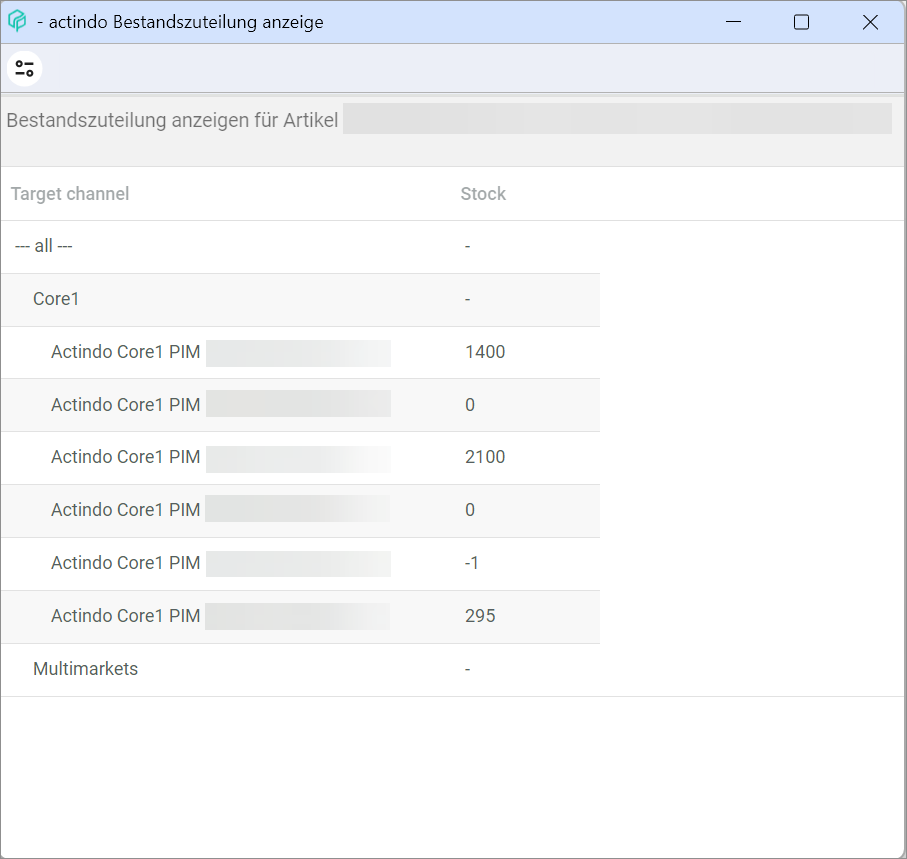 - actindo Bestandszuteilung anzeige
Bestandszuteilung anzeigen für Artikel
Target channel Stock
--- all --- -
Core1 -
Actindo Core1 PIM 1400
Actindo Core1 PIM 0
Actindo Core1 PIM 2100
Actindo Core1 PIM 0
Actindo Core1 PIM -1
Actindo Core1 PIM 295
Multimarkets -